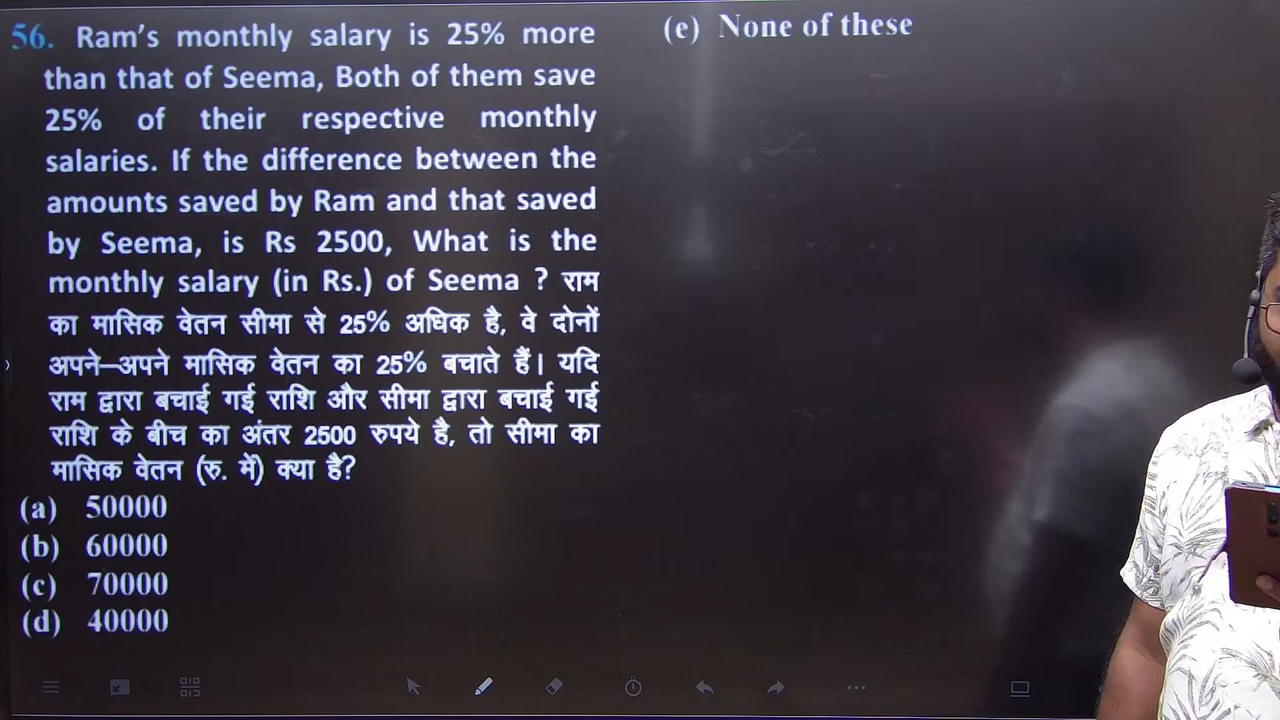 56. Ram's monthly salary is 25% more
than that of Seema, Both of them save
25% of their respective monthly
salaries. If the difference between the
amounts saved by Ram and that saved
by Seema, is Rs 2500, What is the
monthly salary (in Rs.) of Seema ? राम
का मासिक वेतन सीमा से 25% अधिक है, वे दोनों
अपने–अपने मासिक वेतन का 25% बचाते हैं। यदि
राम द्वारा बचाई गई राशि और सीमा द्वारा बचाई गई
राशि के बीच का अंतर 2500 रुपये है, तो सीमा का
मासिक वेतन (रु. में) क्या है?
(a) 50000
(b) 60000
(c) 70000
(d) 40000
(e) None of these